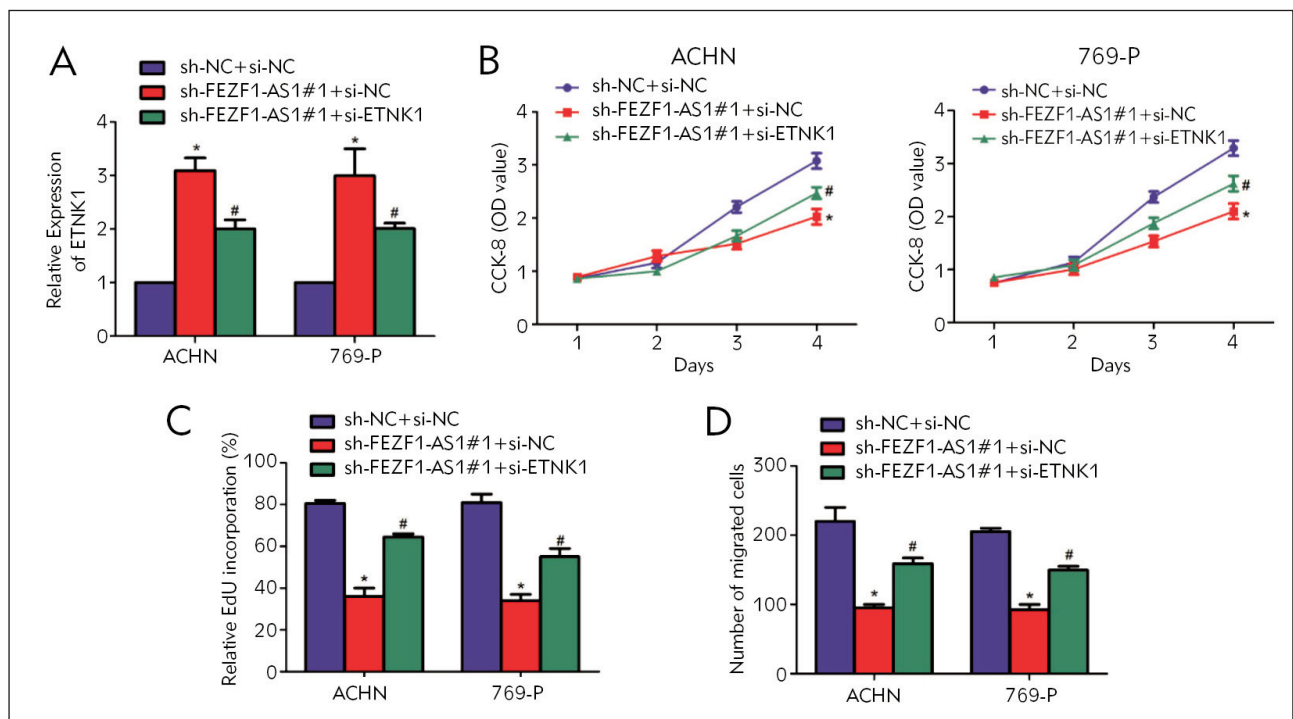 A
sh-NC+si-NC
sh-FEZF1-AS1#1+si-NC
sh-FEZF1-AS1#1+si-ETNK1
Relative Expression
of ETNK1
4
3
2
1
0
*
#
*
#
ACHN
769-P
B
ACHN
sh-NC+si-NC
sh-FEZF1-AS1#1+si-NC
sh-FEZF1-AS1#1+si-ETNK1
CCK-8 (OD value)
4
3
2
1
0
#
*
1 2 3 4
Days
769-P
sh-NC+si-NC
sh-FEZF1-AS1#1+si-NC
sh-FEZF1-AS1#1+si-ETNK1
CCK-8 (OD value)
4
3
2
1
0
#
*
1 2 3 4
Days
C
sh-NC+si-NC
sh-FEZF1-AS1#1+si-NC
sh-FEZF1-AS1#1+si-ETNK1
Relative EdU incorporation (%)
100
80
60
40
20
0
*
#
*
#
ACHN
769-P
D
sh-NC+si-NC
sh-FEZF1-AS1#1+si-NC
sh-FEZF1-AS1#1+si-ETNK1
Number of migrated cells
300
200
100
0
*
#
*
#
ACHN
769-P